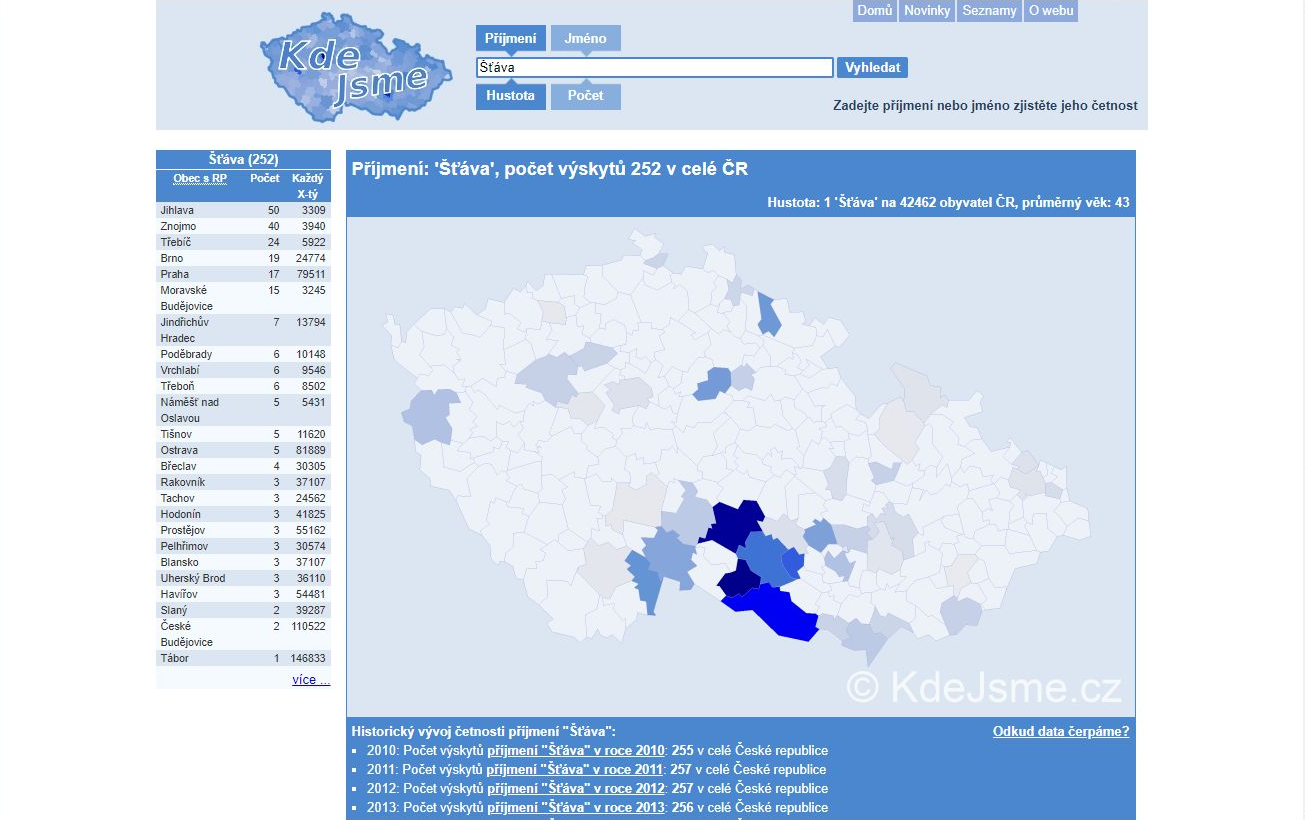 Domů Novinky Seznamy O webu
Kde
Jsme
Příjmení Jméno
Šťáva Vyhledat
Hustota Počet
Zadejte příjmení nebo jméno zjistěte jeho četnost
Šťáva (252)
Obec s RP Počet Každý
X-tý
Jihlava 50 3309
Znojmo 40 3940
Třebíč 24 5922
Brno 19 24774
Praha 17 79511
Moravské 15 3245
Budějovice
Jindřichův 7 13794
Hradec
Poděbrady 6 10148
Vrchlabí 6 9546
Třeboň 6 8502
Náměšť nad 5 5431
Oslavou
Tišnov 5 11620
Ostrava 5 81889
Břeclav 4 30305
Rakovník 3 37107
Tachov 3 24562
Hodonín 3 41825
Prostějov 3 55162
Pelhřimov 3 30574
Blansko 3 37107
Uherský Brod 3 36110
Havířov 3 54481
Slaný 2 39287
České 2 110522
Budějovice
Tábor 1 146833
více ...
Příjmení: 'Šťáva', počet výskytů 252 v celé ČR
Hustota: 1 'Šťáva' na 42462 obyvatel ČR, průměrný věk: 43
© KdeJsme.cz
Historický vývoj četnosti příjmení "Šťáva": Odkud data čerpáme?
2010: Počet výskytů příjmení "Šťáva" v roce 2010: 255 v celé České republice
2011: Počet výskytů příjmení "Šťáva" v roce 2011: 257 v celé České republice
2012: Počet výskytů příjmení "Šťáva" v roce 2012: 257 v celé České republice
2013: Počet výskytů příjmení "Šťáva" v roce 2013: 256 v celé České republice